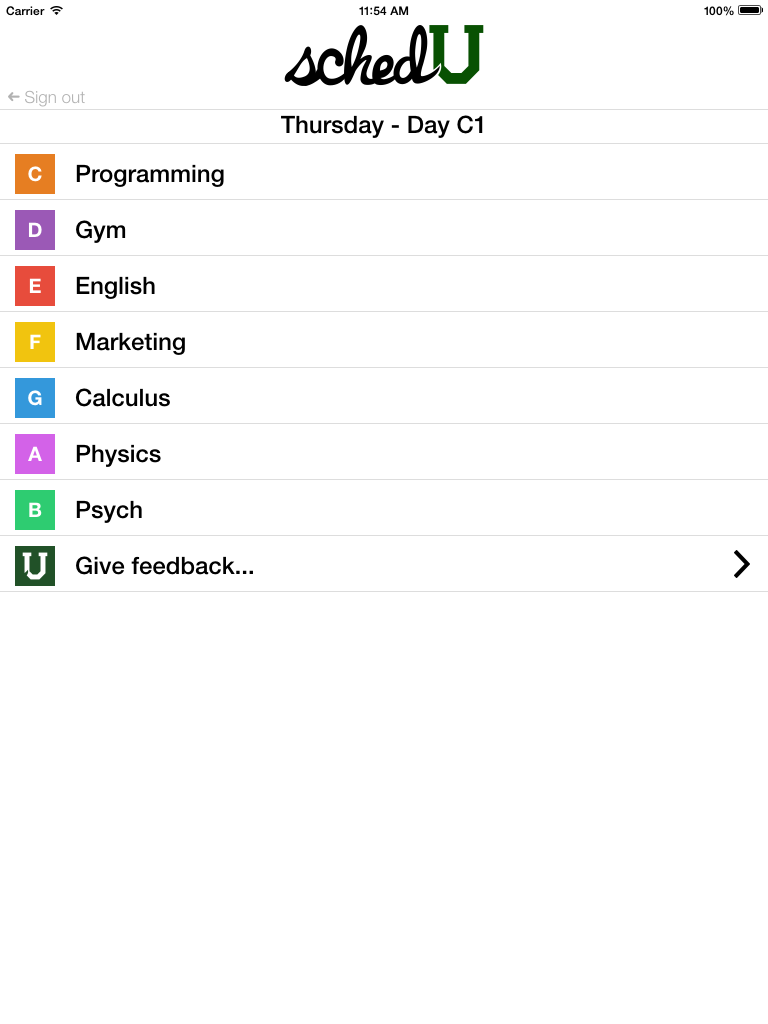 Carrier 11:54 AM 100%
schedU
Sign out
Thursday - Day C1
C Programming
D Gym
E English
F Marketing
G Calculus
A Physics
B Psych
U Give feedback...